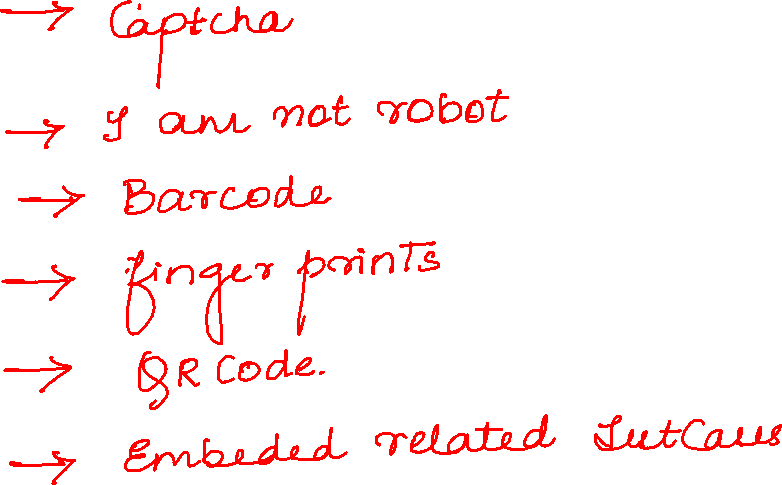 → Captcha
→ I am not robot
→ Barcode
→ finger prints
→ QR Code.
→ Embeded related